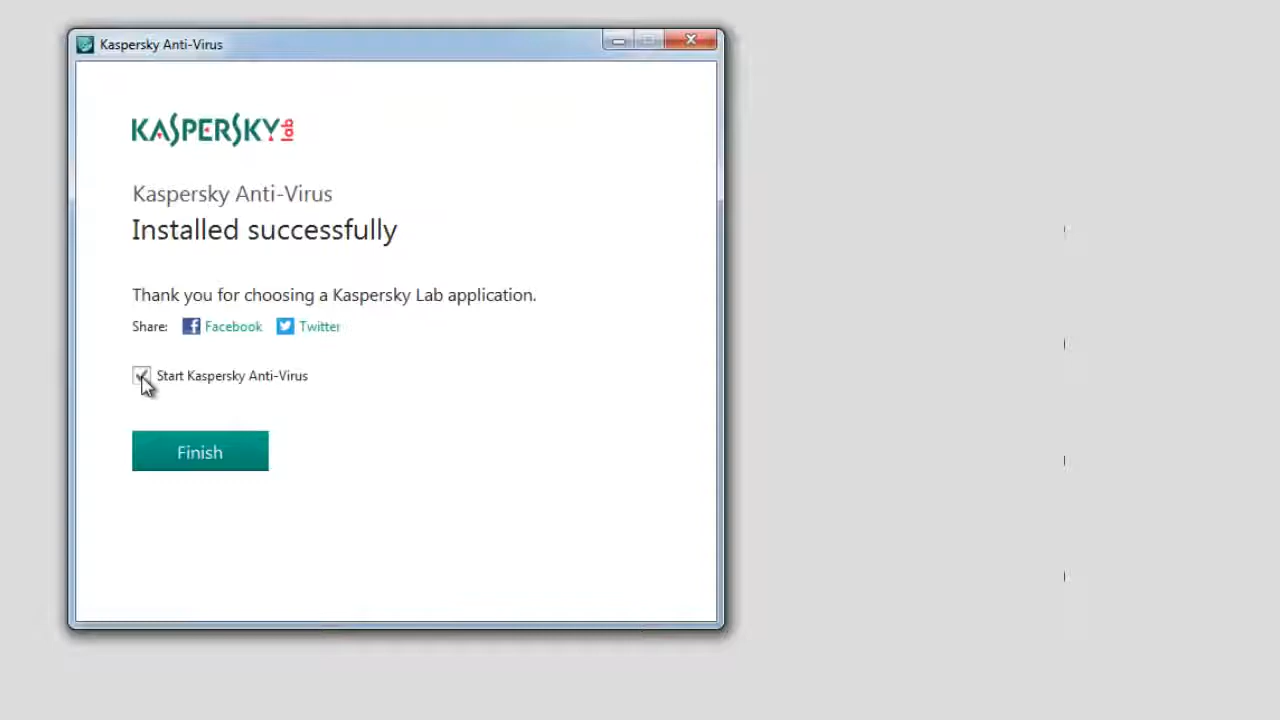 Kaspersky Anti-Virus
KASPERSKY lab
Kaspersky Anti-Virus
Installed successfully
Thank you for choosing a Kaspersky Lab application.
Share: Facebook Twitter
Start Kaspersky Anti-Virus
Finish